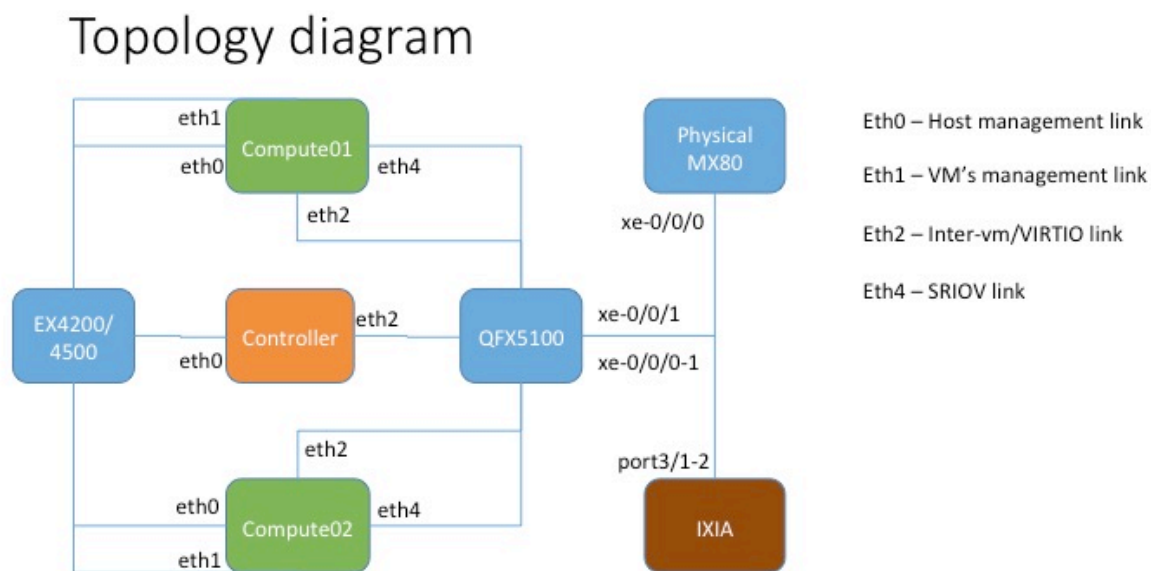 Topology diagram
eth1
Compute01
eth0
eth4
eth2
Physical
MX80
xe-0/0/0
Eth0 – Host management link
Eth1 – VM's management link
Eth2 – Inter-vm/VIRTIO link
Eth4 – SRIOV link
EX4200/
4500
eth0
Controller
eth2
QFX5100
xe-0/0/1
xe-0/0/0-1
eth2
eth0
Compute02
eth4
eth1
port3/1-2
IXIA